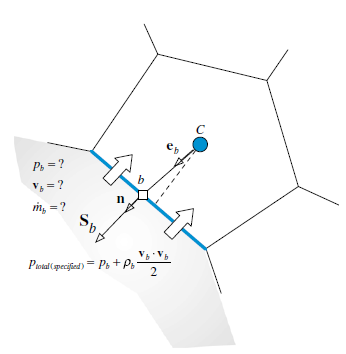 C
e_b
p_b = ?
b
v_b = ?
n
ṁ_b = ?
S_b
p_total (specified) = p_b + ρ_b (v_b · v_b) / 2